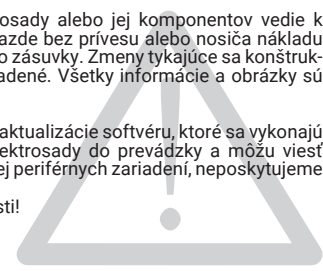 osady alebo jej komponentov vedie k
azde bez prívesu alebo nosiča nákladu
o zásuvky. Zmeny týkajúce sa konštruk-
adené. Všetky informácie a obrázky sú
aktualizácie softvéru, ktoré sa vykonajú
ektrosady do prevádzky a môžu viesť
ej periférnych zariadení, neposkytujeme
sti!